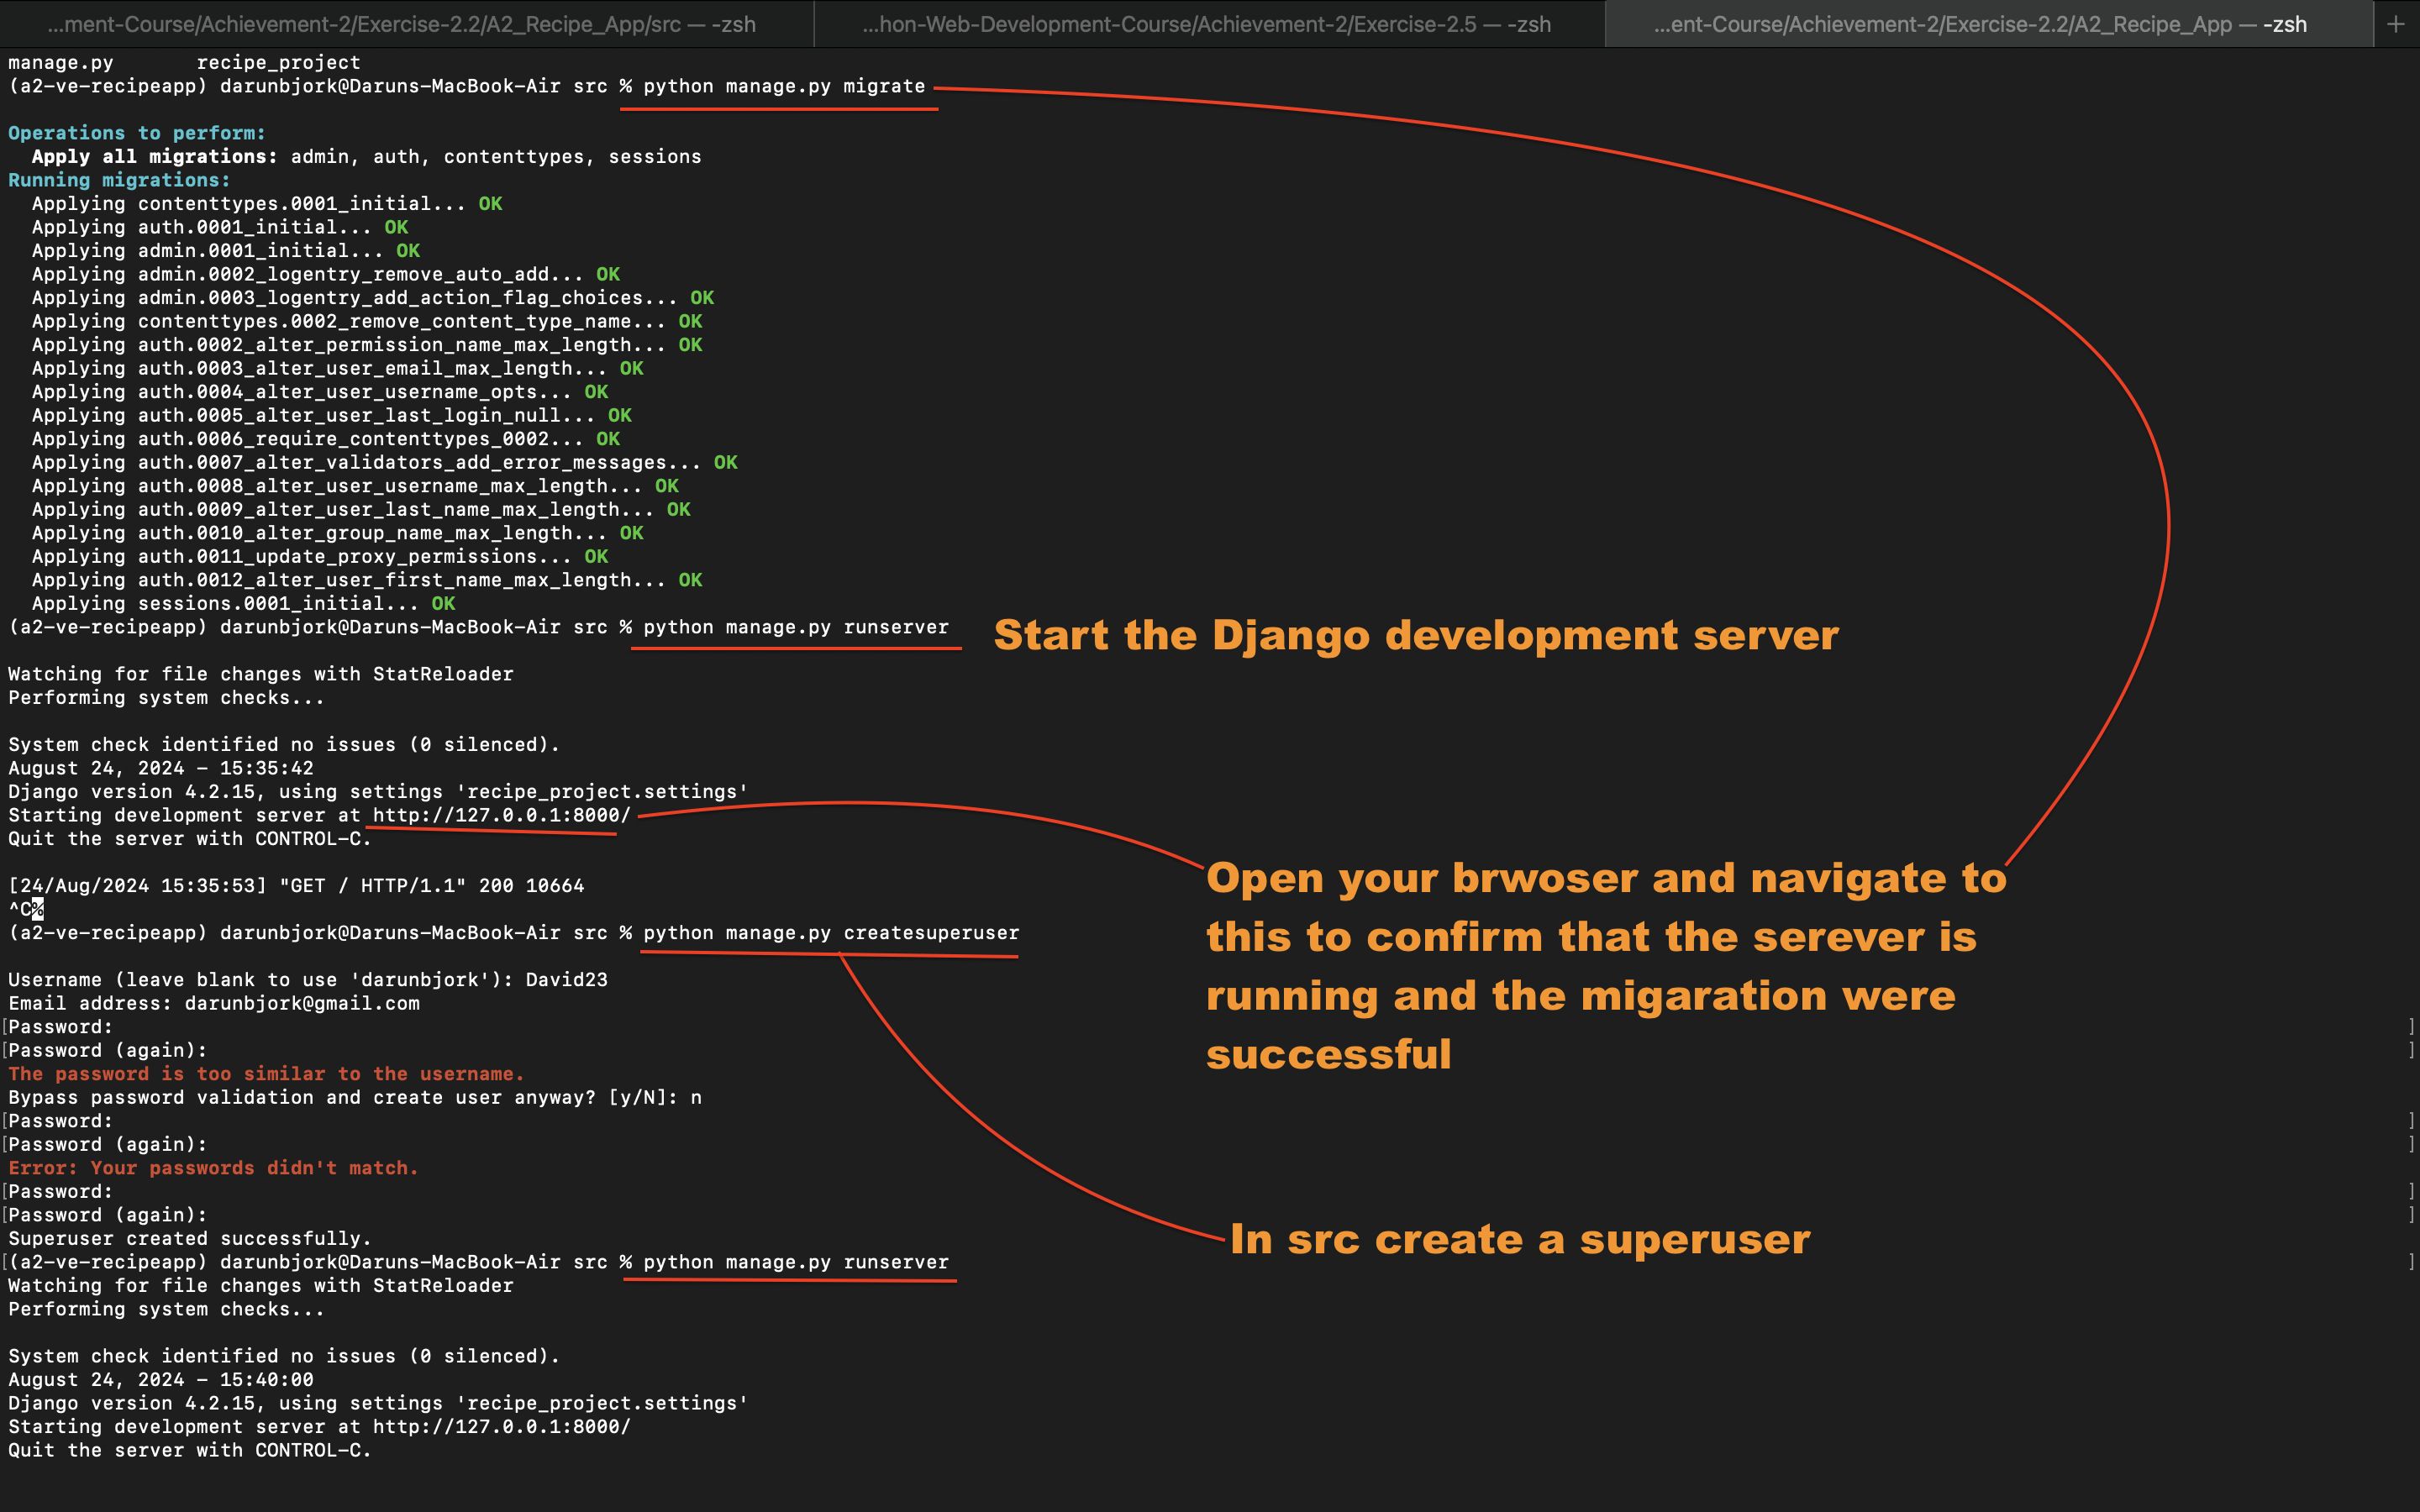 ...ment-Course/Achievement-2/Exercise-2.2/A2_Recipe_App/src — -zsh
...hon-Web-Development-Course/Achievement-2/Exercise-2.5 — -zsh
...ent-Course/Achievement-2/Exercise-2.2/A2_Recipe_App — -zsh
+
manage.py recipe_project
(a2-ve-recipeapp) darunbjork@Daruns-MacBook-Air src % python manage.py migrate
Operations to perform:
Apply all migrations: admin, auth, contenttypes, sessions
Running migrations:
Applying contenttypes.0001_initial... OK
Applying auth.0001_initial... OK
Applying admin.0001_initial... OK
Applying admin.0002_logentry_remove_auto_add... OK
Applying admin.0003_logentry_add_action_flag_choices... OK
Applying contenttypes.0002_remove_content_type_name... OK
Applying auth.0002_alter_permission_name_max_length... OK
Applying auth.0003_alter_user_email_max_length... OK
Applying auth.0004_alter_user_username_opts... OK
Applying auth.0005_alter_user_last_login_null... OK
Applying auth.0006_require_contenttypes_0002... OK
Applying auth.0007_alter_validators_add_error_messages... OK
Applying auth.0008_alter_user_username_max_length... OK
Applying auth.0009_alter_user_last_name_max_length... OK
Applying auth.0010_alter_group_name_max_length... OK
Applying auth.0011_update_proxy_permissions... OK
Applying auth.0012_alter_user_first_name_max_length... OK
Applying sessions.0001_initial... OK
(a2-ve-recipeapp) darunbjork@Daruns-MacBook-Air src % python manage.py runserver
Start the Django development server
Watching for file changes with StatReloader
Performing system checks...
System check identified no issues (0 silenced).
August 24, 2024 - 15:35:42
Django version 4.2.15, using settings 'recipe_project.settings'
Starting development server at http://127.0.0.1:8000/
Quit the server with CONTROL-C.
[24/Aug/2024 15:35:53] "GET / HTTP/1.1" 200 10664
^C%
Open your brwoser and navigate to
this to confirm that the serever is
running and the migaration were
successful
(a2-ve-recipeapp) darunbjork@Daruns-MacBook-Air src % python manage.py createsuperuser
Username (leave blank to use 'darunbjork'): David23
Email address: darunbjork@gmail.com
[Password: ]
[Password (again): ]
The password is too similar to the username.
Bypass password validation and create user anyway? [y/N]: n
[Password: ]
[Password (again): ]
Error: Your passwords didn't match.
[Password: ]
[Password (again): ]
Superuser created successfully.
In src create a superuser
[(a2-ve-recipeapp) darunbjork@Daruns-MacBook-Air src % python manage.py runserver ]
Watching for file changes with StatReloader
Performing system checks...
System check identified no issues (0 silenced).
August 24, 2024 - 15:40:00
Django version 4.2.15, using settings 'recipe_project.settings'
Starting development server at http://127.0.0.1:8000/
Quit the server with CONTROL-C.